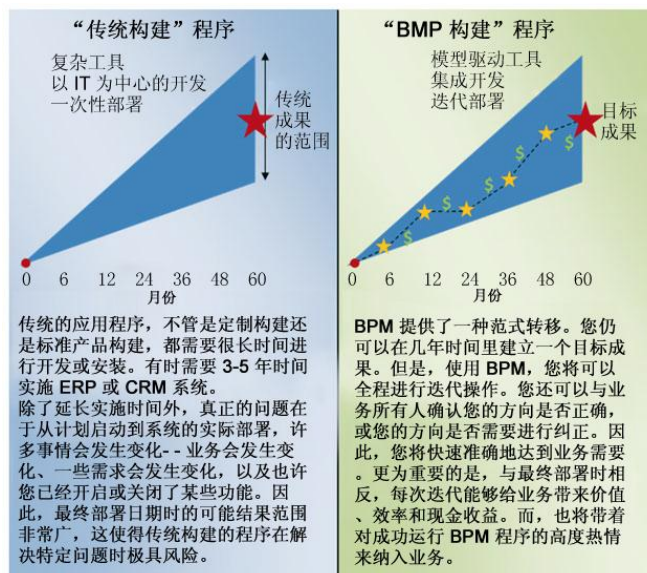 “传统构建”程序
复杂工具
以 IT 为中心的开发
一次性部署
传统
成果
的范围
0 6 12 24 36 48 60
月份
传统的应用程序，不管是定制构建还
是标准产品构建，都需要很长时间进
行开发或安装。有时需要 3-5 年时间
实施 ERP 或 CRM 系统。
除了延长实施时间外，真正的问题在
于从计划启动到系统的实际部署，许
多事情会发生变化- - 业务会发生变
化、一些需求会发生变化，以及也许
您已经开启或关闭了某些功能。因
此，最终部署日期时的可能结果范围
非常广，这使得传统构建的程序在解
决特定问题时极具风险。
“BMP 构建”程序
模型驱动工具
集成开发
迭代部署
目标
成果
$ $ $ $ $
0 6 12 24 36 48 60
月份
BPM 提供了一种范式转移。您仍
可以在几年时间里建立一个目标成
果。但是，使用 BPM，您将可以
全程进行迭代操作。您还可以与业
务所有人确认您的方向是否正确，
或您的方向是否需要进行纠正。因
此，您将快速准确地达到业务需要
。更为重要的是，与最终部署时相
反，每次迭代能够给业务带来价值
、效率和现金收益。而，也将带着
对成功运行 BPM 程序的高度热情
来纳入业务。